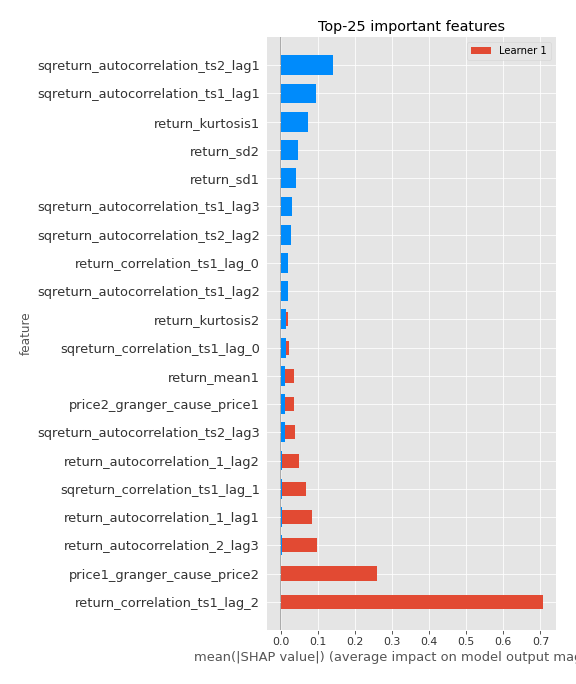 Top-25 important features
Learner 1
sqreturn_autocorrelation_ts2_lag1
sqreturn_autocorrelation_ts1_lag1
return_kurtosis1
return_sd2
return_sd1
sqreturn_autocorrelation_ts1_lag3
sqreturn_autocorrelation_ts2_lag2
return_correlation_ts1_lag_0
sqreturn_autocorrelation_ts1_lag2
return_kurtosis2
sqreturn_correlation_ts1_lag_0
return_mean1
price2_granger_cause_price1
sqreturn_autocorrelation_ts2_lag3
return_autocorrelation_1_lag2
sqreturn_correlation_ts1_lag_1
return_autocorrelation_1_lag1
return_autocorrelation_2_lag3
price1_granger_cause_price2
return_correlation_ts1_lag_2
feature
0.0 0.1 0.2 0.3 0.4 0.5 0.6 0.7
mean(|SHAP value|) (average impact on model output mag